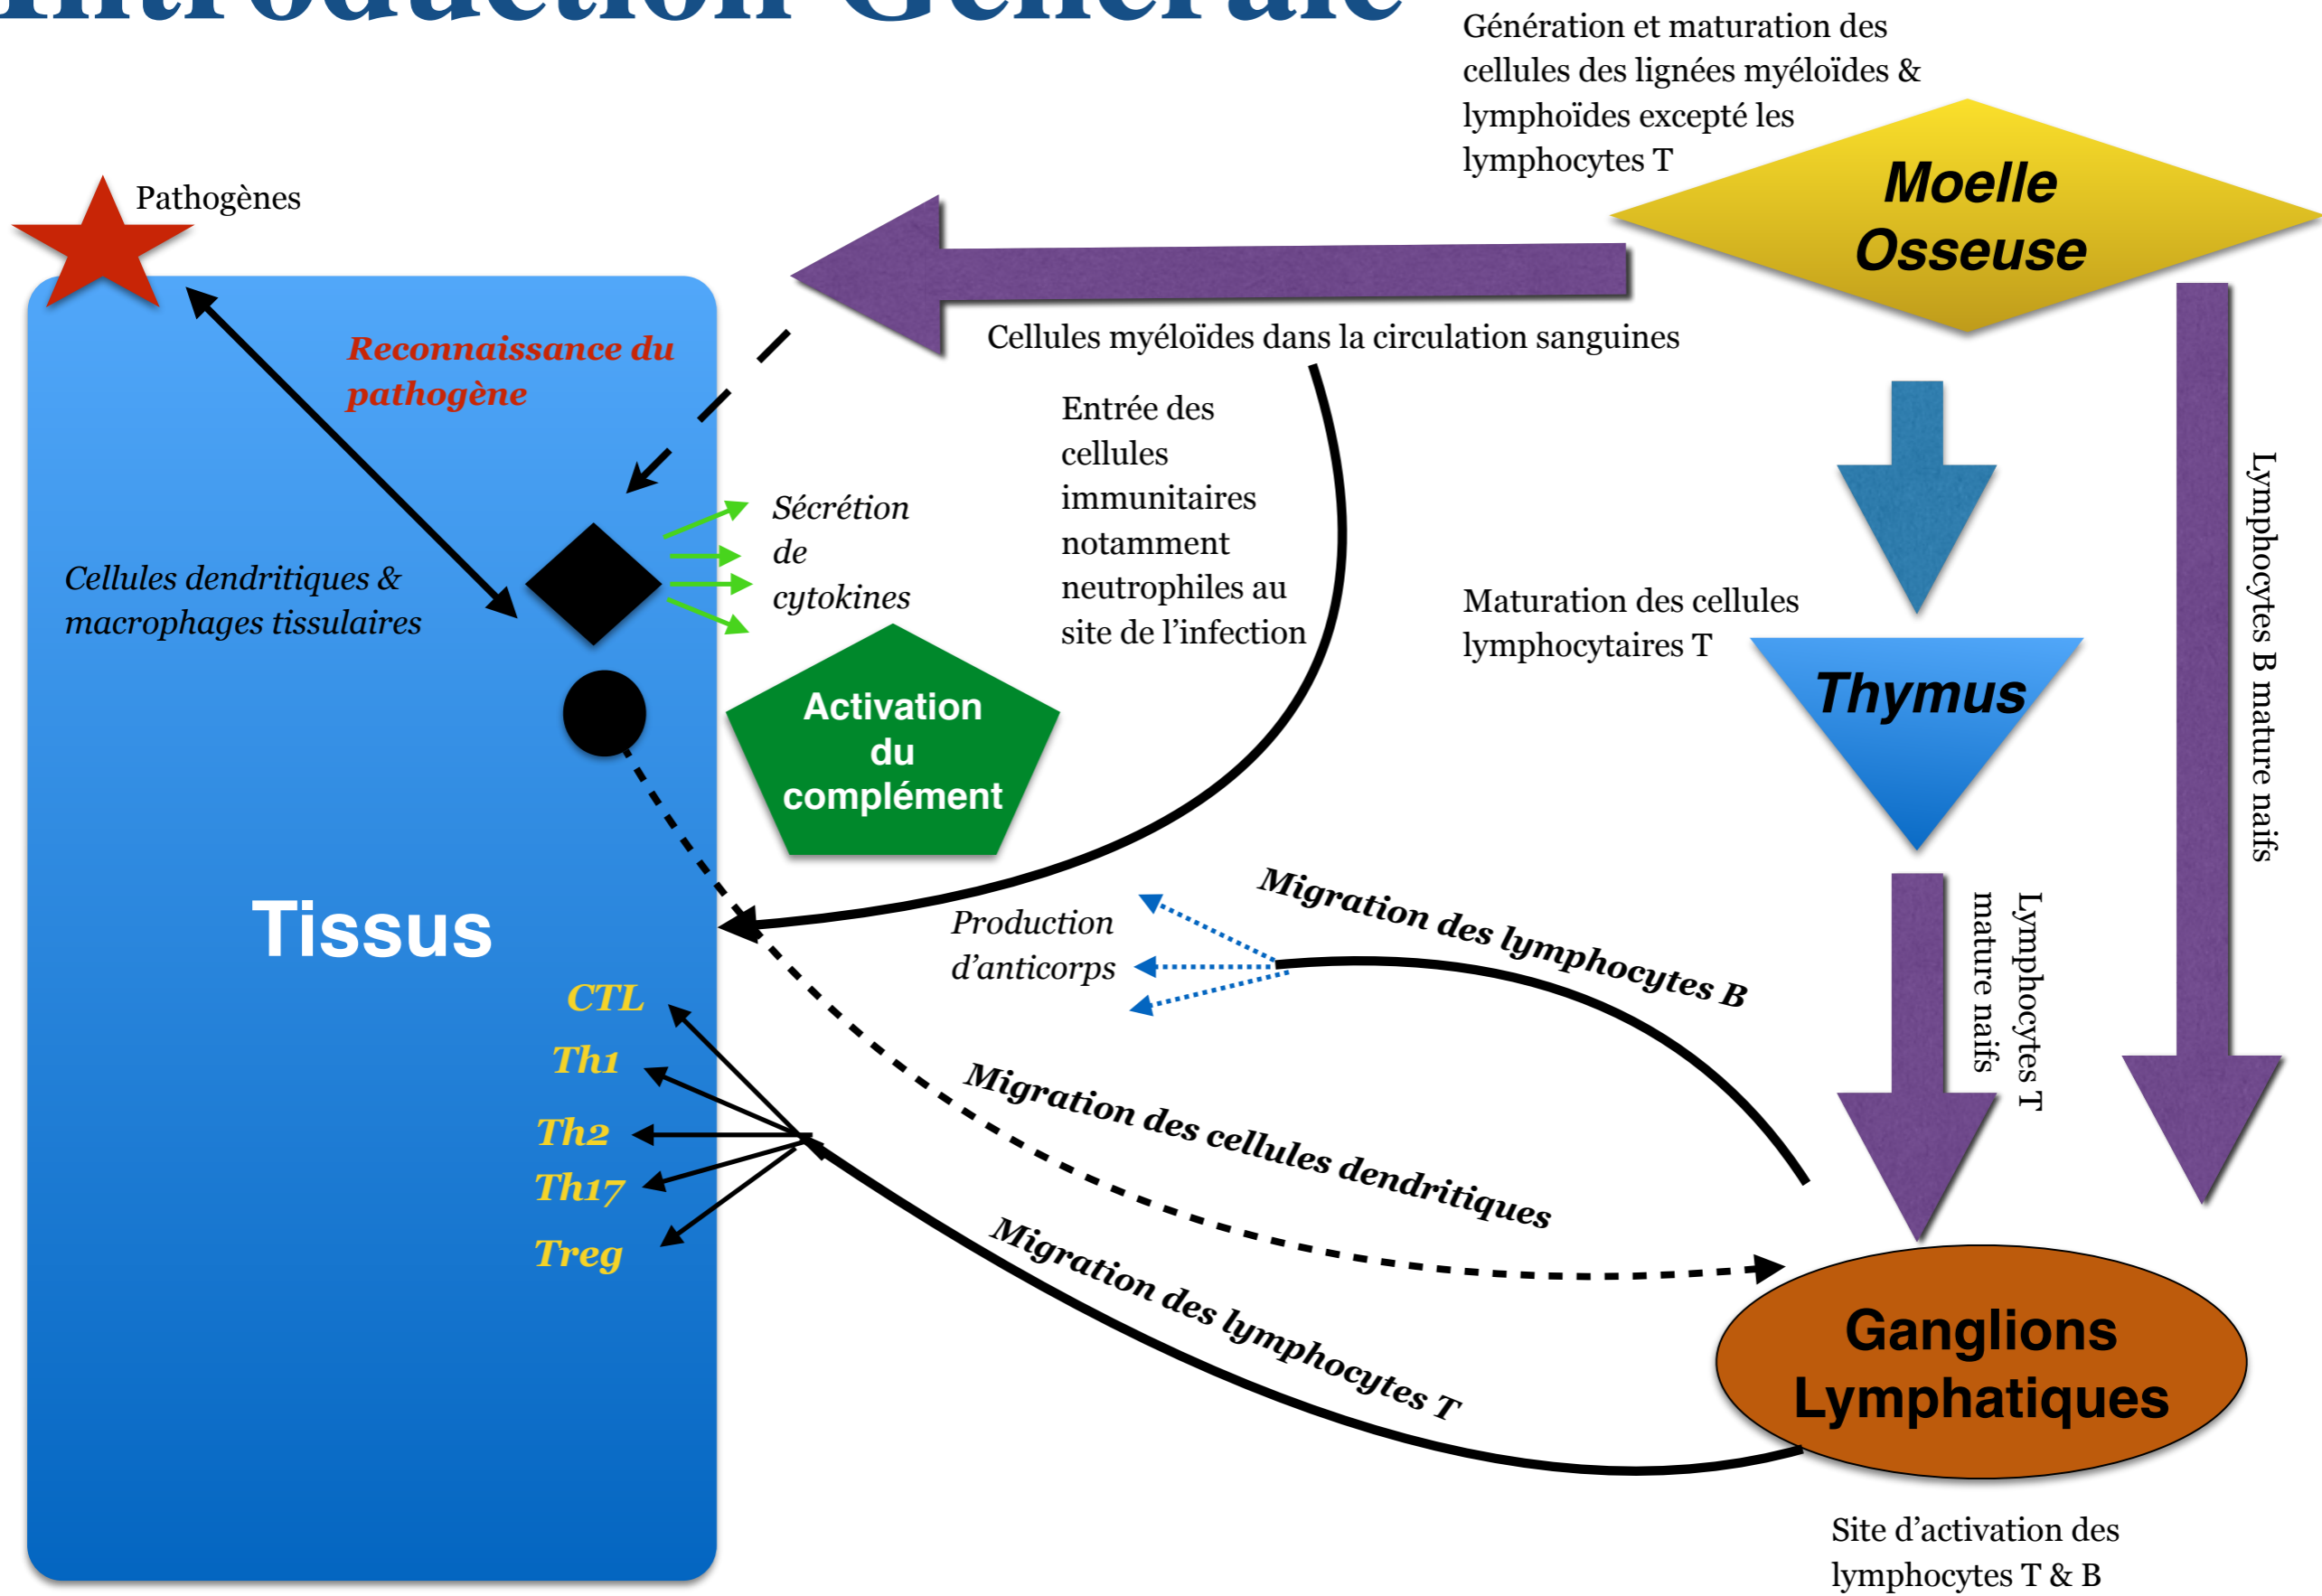 Introduction Générale
Génération et maturation des
cellules des lignées myéloïdes &
lymphoïdes excepté les
lymphocytes T
Moelle
Osseuse
Pathogènes
Reconnaissance du
pathogène
Cellules myéloïdes dans la circulation sanguines
Entrée des
cellules
immunitaires
notamment
neutrophiles au
site de l'infection
Sécrétion
de
cytokines
Cellules dendritiques &
macrophages tissulaires
Activation
du
complément
Maturation des cellules
lymphocytaires T
Thymus
Lymphocytes B mature naifs
Lymphocytes T
mature naifs
Tissus
Production
d'anticorps
Migration des lymphocytes B
Migration des cellules dendritiques
Migration des lymphocytes T
CTL
Th1
Th2
Th17
Treg
Ganglions
Lymphatiques
Site d'activation des
lymphocytes T & B